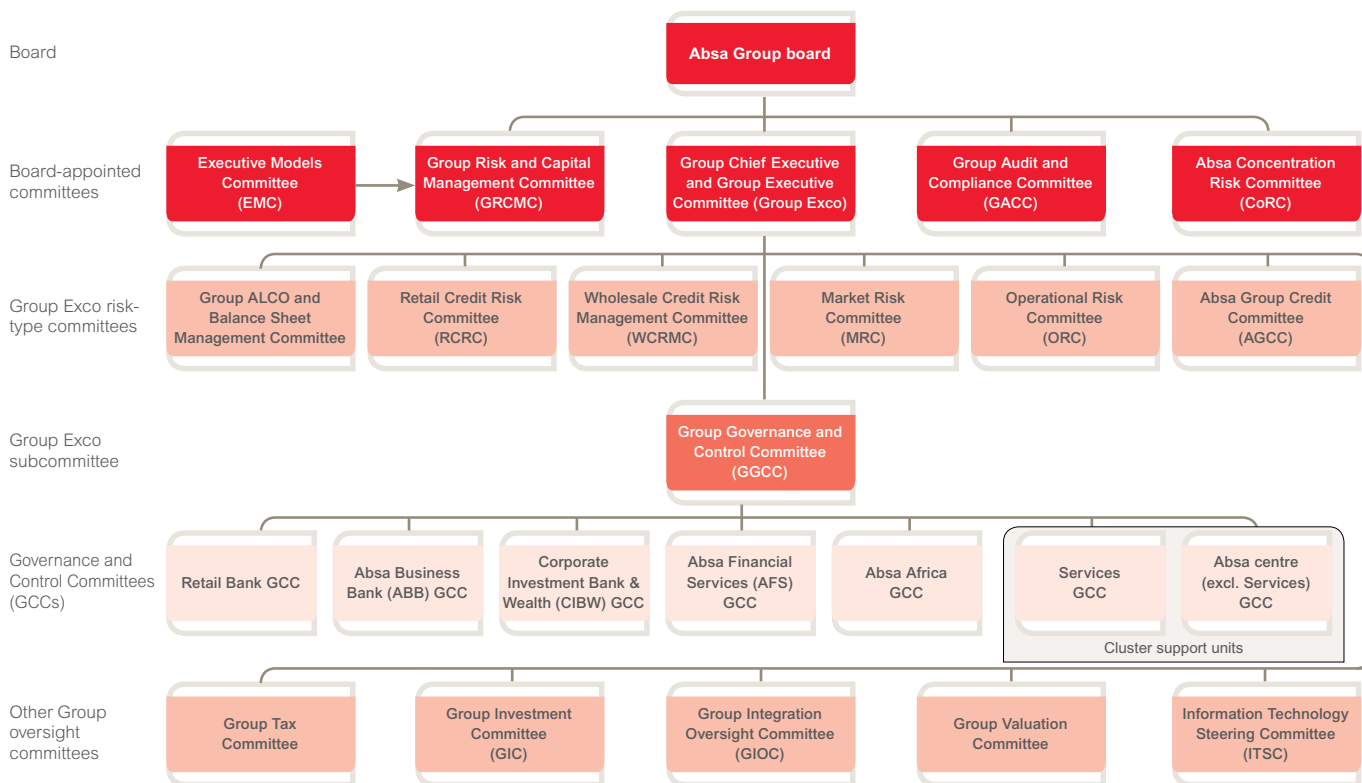 Board
Absa Group board
Board-appointed
committees
Executive Models
Committee
(EMC)
Group Risk and Capital
Management Committee
(GRCMC)
Group Chief Executive
and Group Executive
Committee (Group Exco)
Group Audit and
Compliance Committee
(GACC)
Absa Concentration
Risk Committee
(CoRC)
Group Exco risk-
type committees
Group ALCO and
Balance Sheet
Management Committee
Retail Credit Risk
Committee
(RCRC)
Wholesale Credit Risk
Management Committee
(WCRMC)
Market Risk
Committee
(MRC)
Operational Risk
Committee
(ORC)
Absa Group Credit
Committee
(AGCC)
Group Exco
subcommittee
Group Governance and
Control Committee
(GGCC)
Governance and
Control Committees
(GCCs)
Retail Bank GCC
Absa Business
Bank (ABB) GCC
Corporate
Investment Bank &
Wealth (CIBW) GCC
Absa Financial
Services (AFS)
GCC
Absa Africa
GCC
Services
GCC
Absa centre
(excl. Services)
GCC
Cluster support units
Other Group
oversight
committees
Group Tax
Committee
Group Investment
Committee
(GIC)
Group Integration
Oversight Committee
(GIOC)
Group Valuation
Committee
Information Technology
Steering Committee
(ITSC)